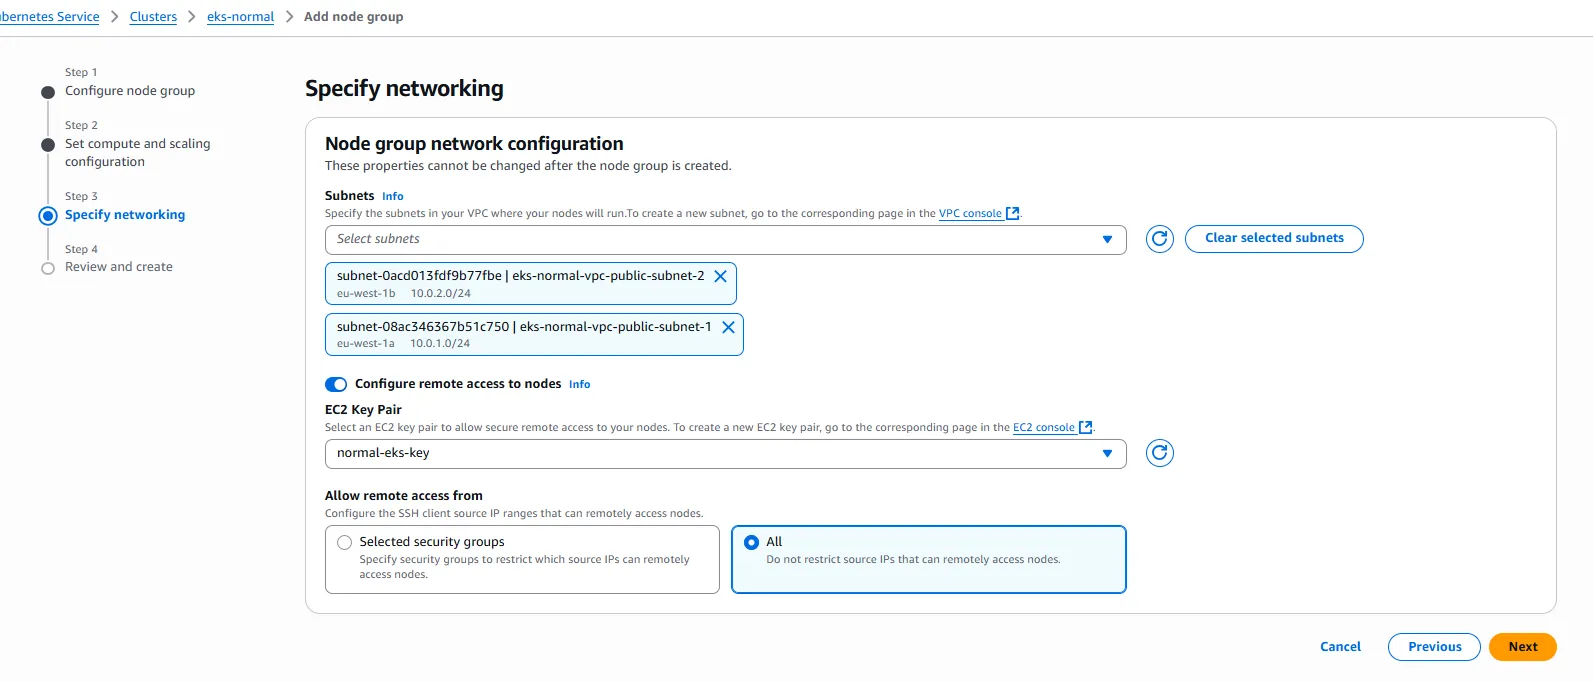 bernetes Service > Clusters > eks-normal > Add node group
Step 1
Configure node group
Step 2
Set compute and scaling
configuration
Step 3
Specify networking
Step 4
Review and create
Specify networking
Node group network configuration
These properties cannot be changed after the node group is created.
Subnets Info
Specify the subnets in your VPC where your nodes will run.To create a new subnet, go to the corresponding page in the VPC console.
Select subnets
Clear selected subnets
subnet-0acd013fdf9b77fbe | eks-normal-vpc-public-subnet-2
eu-west-1b 10.0.2.0/24
subnet-08ac346367b51c750 | eks-normal-vpc-public-subnet-1
eu-west-1a 10.0.1.0/24
Configure remote access to nodes Info
EC2 Key Pair
Select an EC2 key pair to allow secure remote access to your nodes. To create a new EC2 key pair, go to the corresponding page in the EC2 console.
normal-eks-key
Allow remote access from
Configure the SSH client source IP ranges that can remotely access nodes.
Selected security groups
Specify security groups to restrict which source IPs can remotely
access nodes.
All
Do not restrict source IPs that can remotely access nodes.
Cancel Previous Next